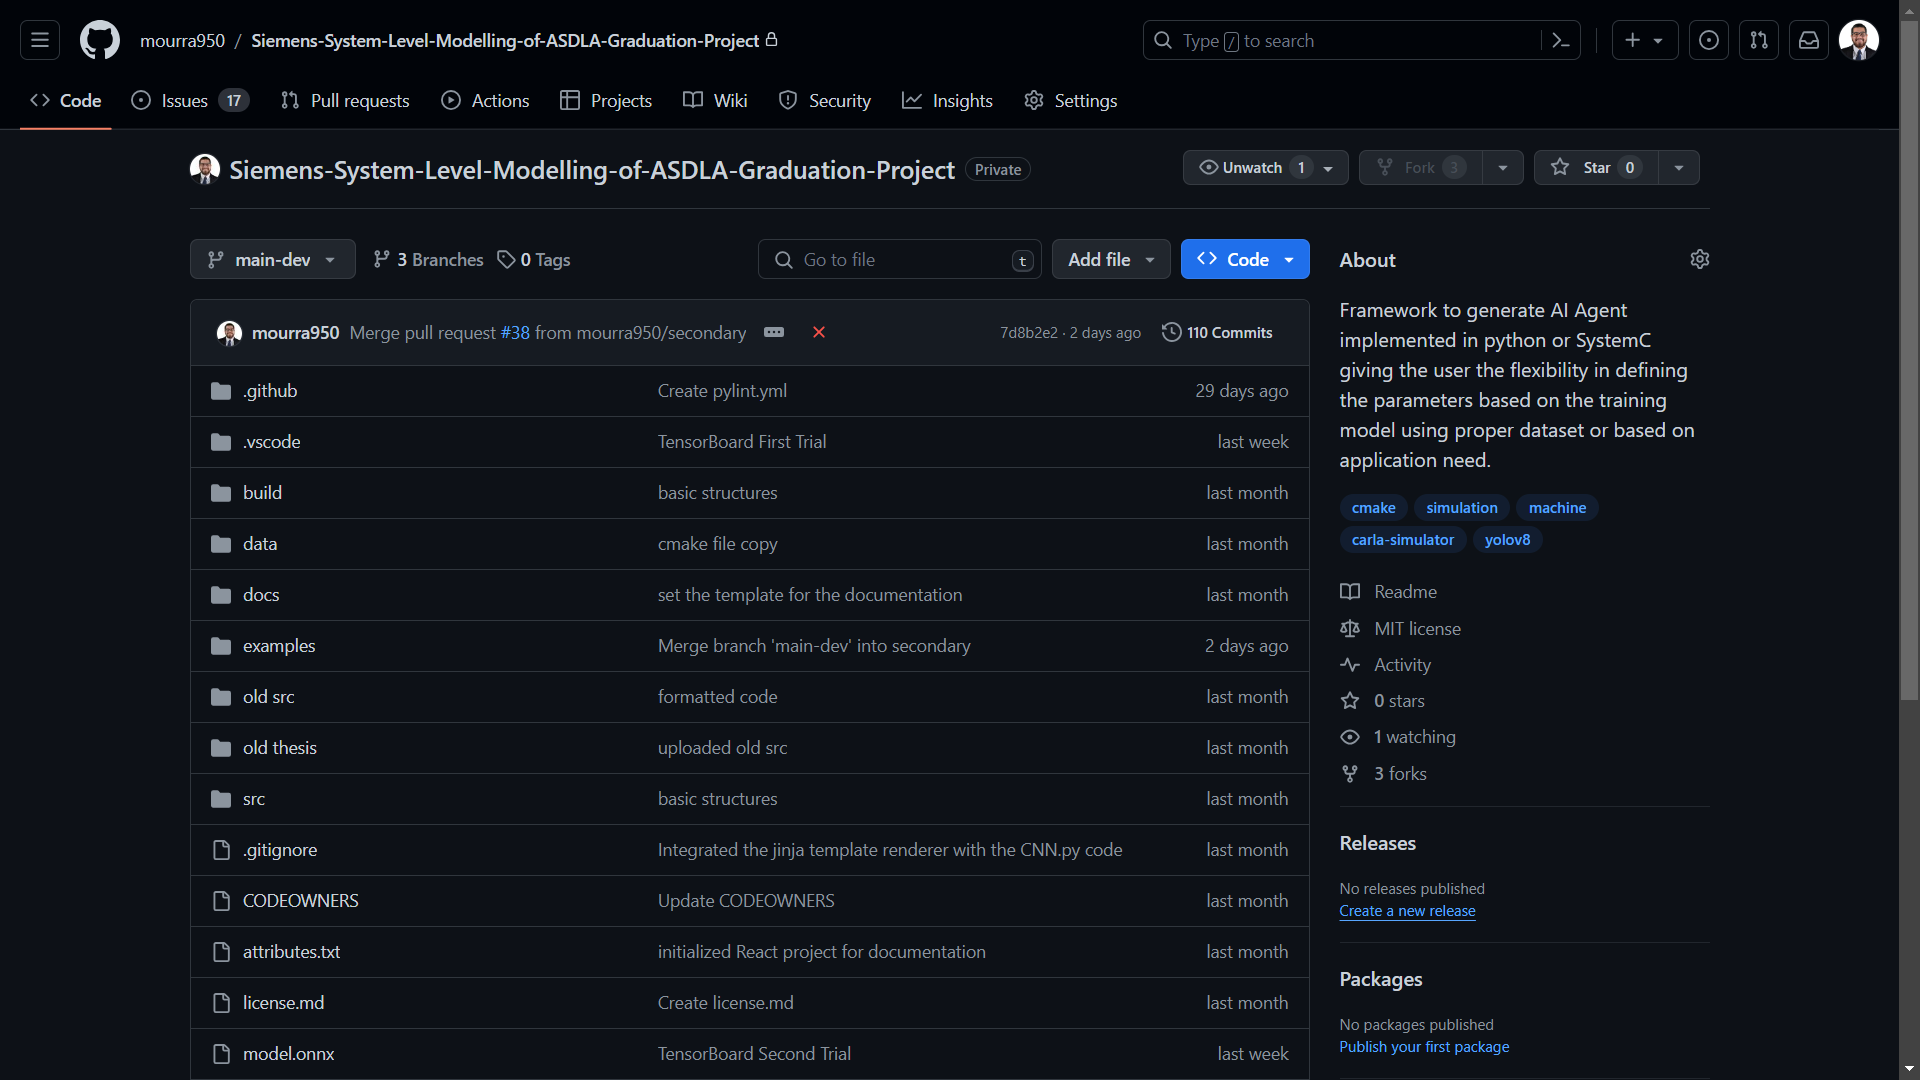 mourra950 / Siemens-System-Level-Modelling-of-ASDLA-Graduation-Project
Type / to search
Code
Issues 17
Pull requests
Actions
Projects
Wiki
Security
Insights
Settings
Siemens-System-Level-Modelling-of-ASDLA-Graduation-Project Private
Unwatch 1
Fork 3
Star 0
main-dev
3 Branches
0 Tags
Go to file t
Add file
Code
mourra950 Merge pull request #38 from mourra950/secondary 7d8b2e2 · 2 days ago 110 Commits
.github Create pylint.yml 29 days ago
.vscode TensorBoard First Trial last week
build basic structures last month
data cmake file copy last month
docs set the template for the documentation last month
examples Merge branch 'main-dev' into secondary 2 days ago
old src formatted code last month
old thesis uploaded old src last month
src basic structures last month
.gitignore Integrated the jinja template renderer with the CNN.py code last month
CODEOWNERS Update CODEOWNERS last month
attributes.txt initialized React project for documentation last month
license.md Create license.md last month
model.onnx TensorBoard Second Trial last week
About
Framework to generate AI Agent
implemented in python or SystemC
giving the user the flexibility in defining
the parameters based on the training
model using proper dataset or based on
application need.
cmake simulation machine
carla-simulator yolov8
Readme
MIT license
Activity
0 stars
1 watching
3 forks
Releases
No releases published
Create a new release
Packages
No packages published
Publish your first package